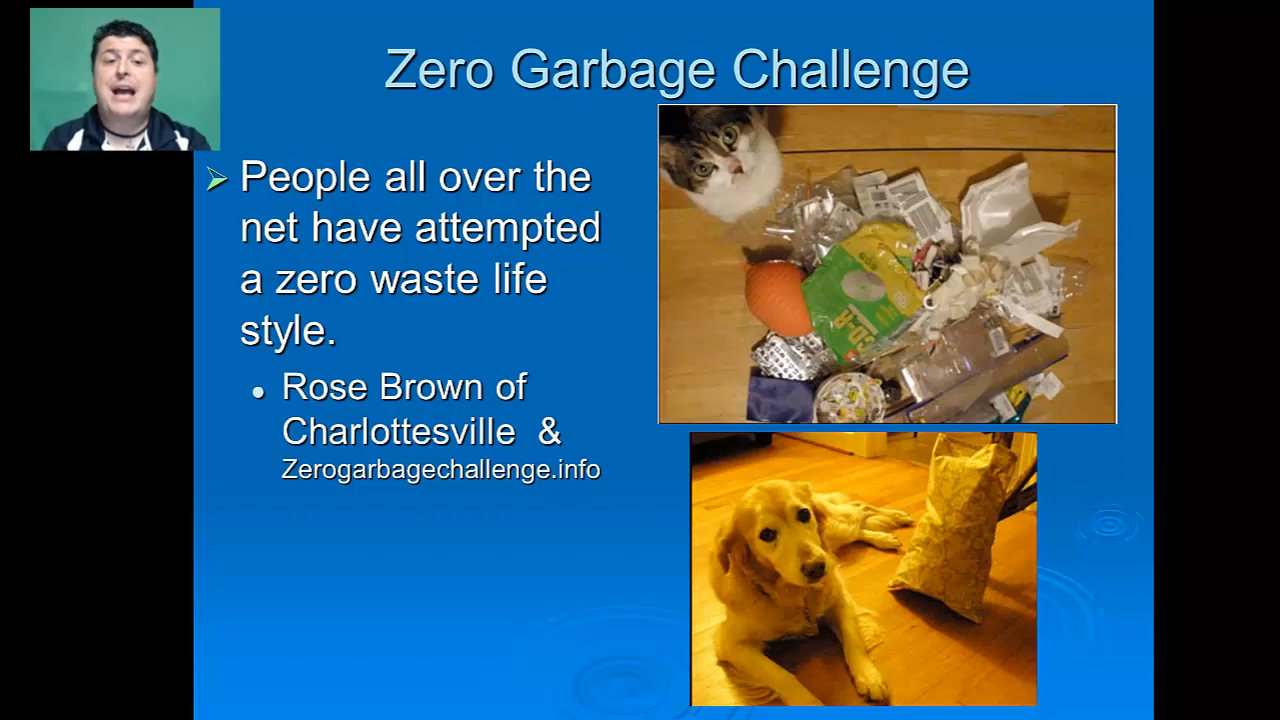 Zero Garbage Challenge
People all over the
net have attempted
a zero waste life
style.
Rose Brown of
Charlottesville &
Zerogarbagechallenge.info
CD-R